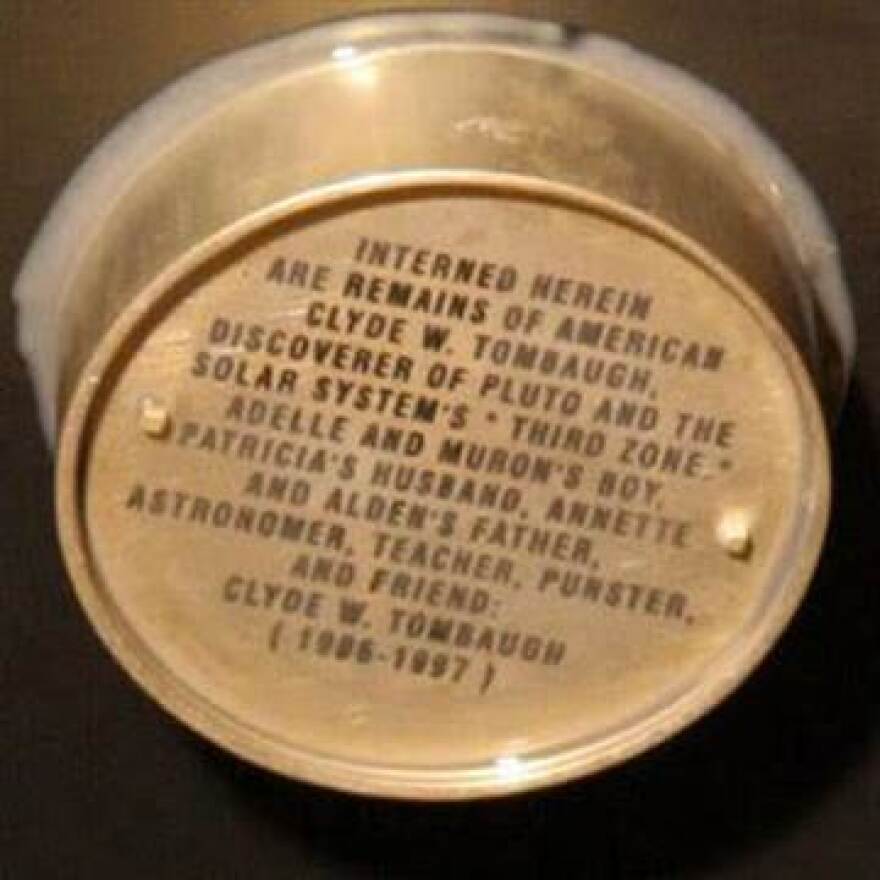 INTERNED HEREIN
ARE REMAINS OF AMERICAN
CLYDE W. TOMBAUGH,
DISCOVERER OF PLUTO AND THE
SOLAR SYSTEM'S "THIRD ZONE."
ADELLE AND MURON'S BOY,
PATRICIA'S HUSBAND, ANNETTE
AND ALDEN'S FATHER,
ASTRONOMER, TEACHER, PUNSTER,
AND FRIEND:
CLYDE W. TOMBAUGH
(1906-1997)